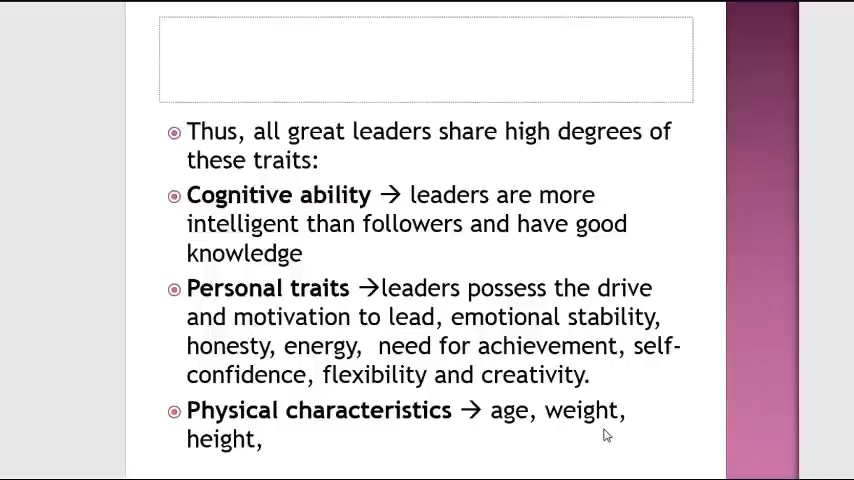 Thus, all great leaders share high degrees of
these traits:
Cognitive ability → leaders are more
intelligent than followers and have good
knowledge
Personal traits →leaders possess the drive
and motivation to lead, emotional stability,
honesty, energy,  need for achievement, self-
confidence, flexibility and creativity.
Physical characteristics → age, weight,
height,